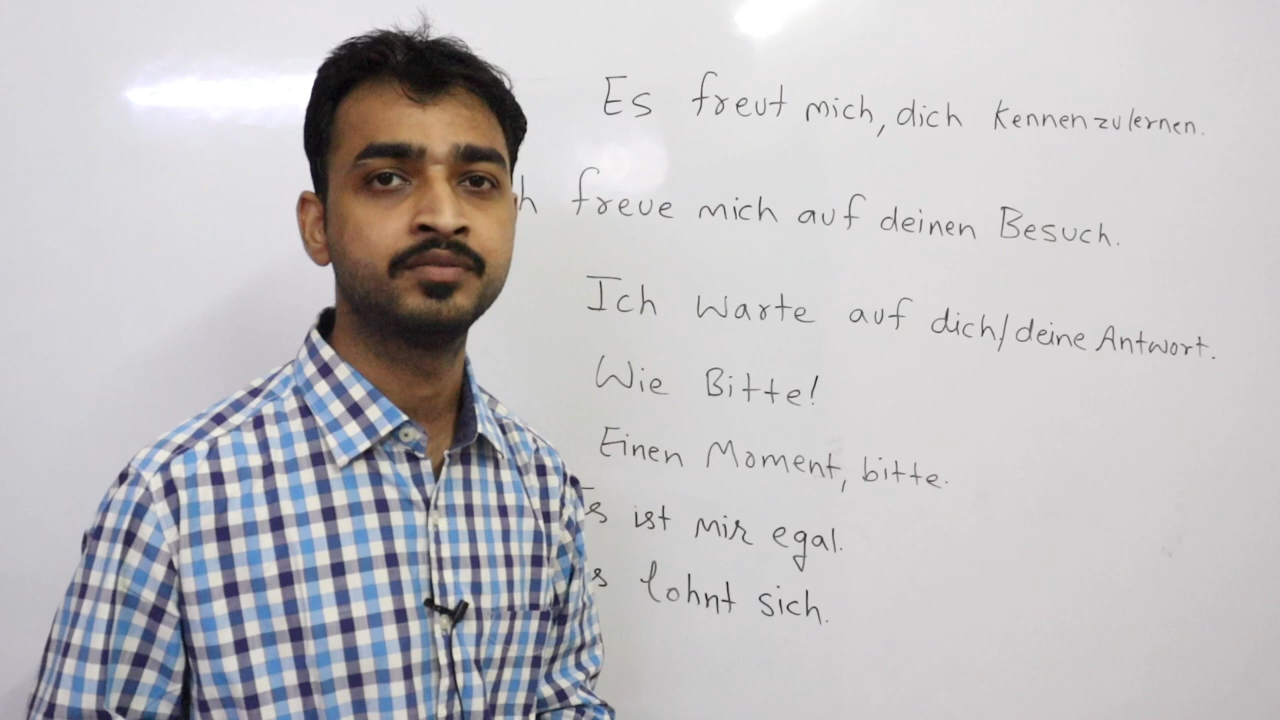 Es freut mich, dich kennenzulernen.
h freue mich auf deinen Besuch.
Ich warte auf dich/deine Antwort.
Wie Bitte!
Einen Moment, bitte.
Es ist mir egal.
s lohnt sich.